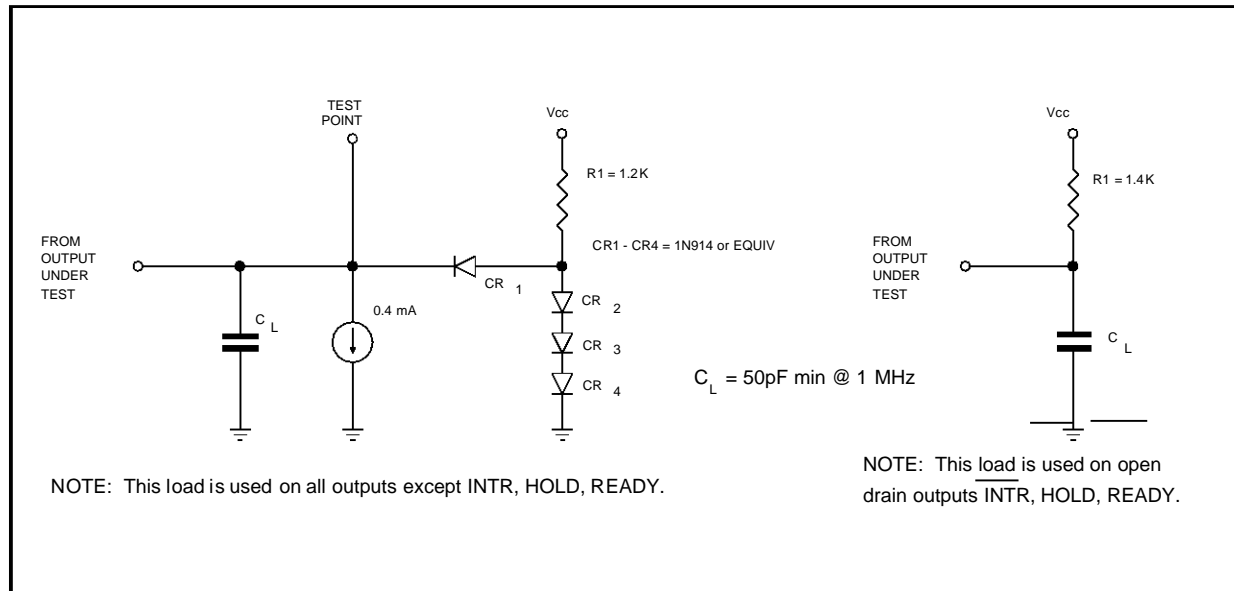 TEST
POINT
Vcc
R1 = 1.2K
FROM
OUTPUT
UNDER
TEST
CR1 - CR4 = 1N914 or EQUIV
CR 1
CR 2
CR 3
CR 4
0.4 mA
C L
C L = 50pF min @ 1 MHz
NOTE: This load is used on all outputs except INTR, HOLD, READY.
Vcc
R1 = 1.4K
FROM
OUTPUT
UNDER
TEST
C L
NOTE: This load is used on open
drain outputs INTR, HOLD, READY.